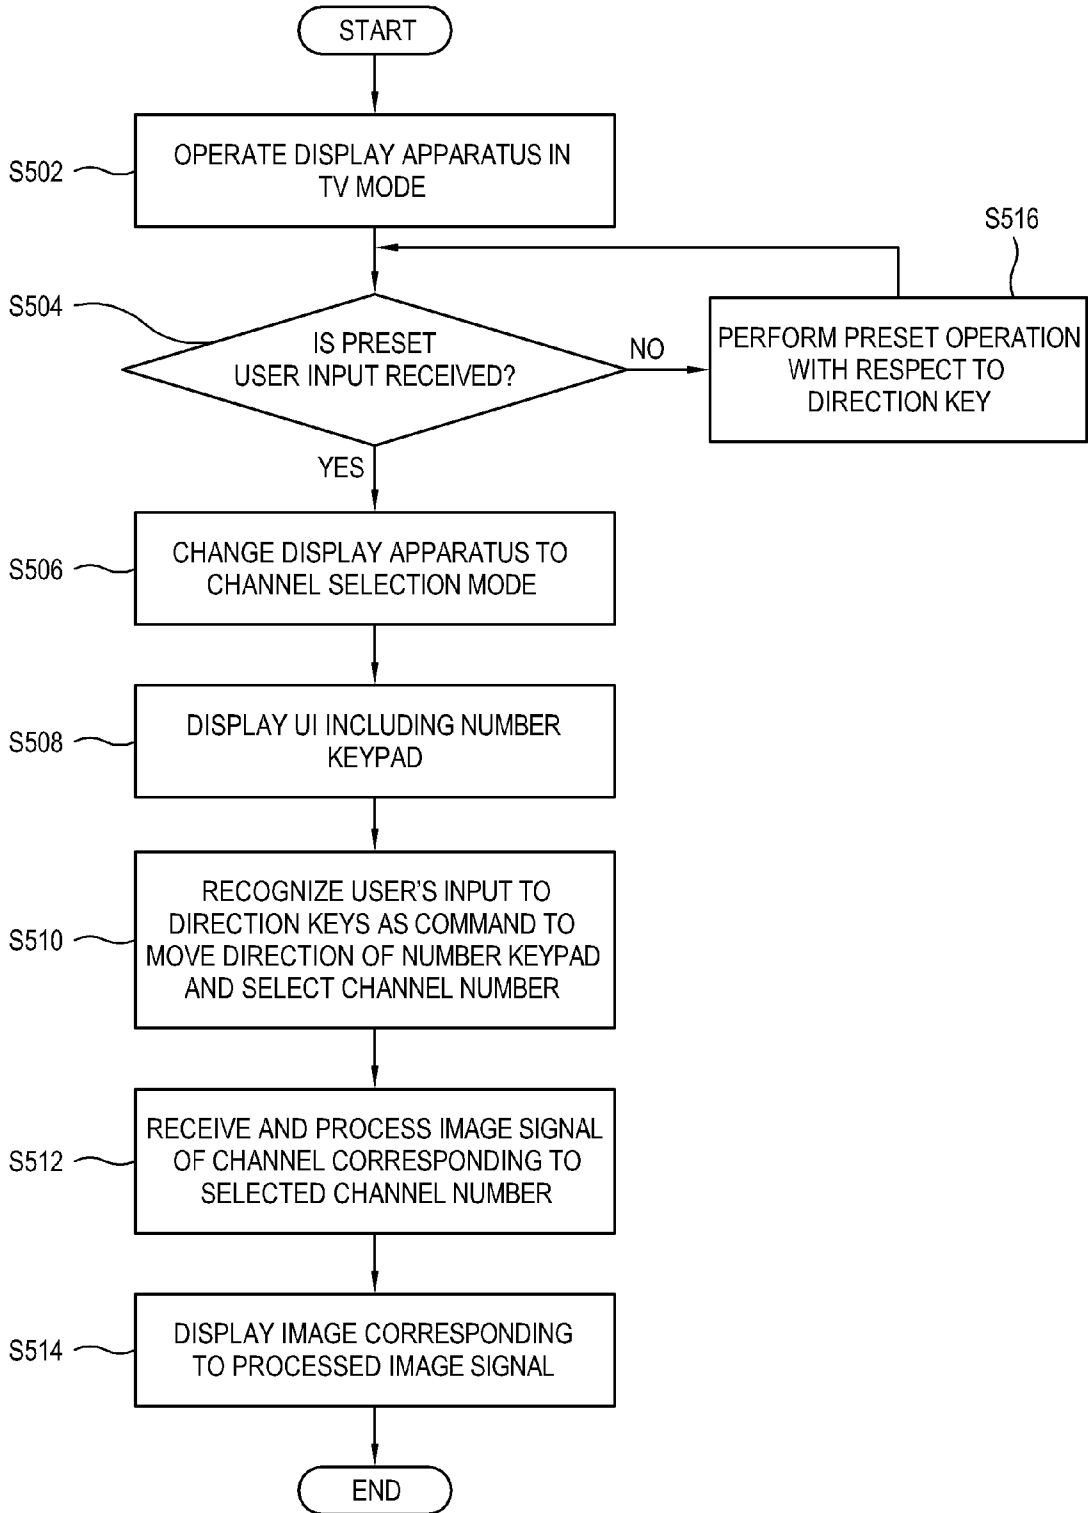 START
S502
OPERATE DISPLAY APPARATUS IN
TV MODE
S516
S504
IS PRESET
USER INPUT RECEIVED?
NO
PERFORM PRESET OPERATION
WITH RESPECT TO
DIRECTION KEY
YES
S506
CHANGE DISPLAY APPARATUS TO
CHANNEL SELECTION MODE
S508
DISPLAY UI INCLUDING NUMBER
KEYPAD
S510
RECOGNIZE USER'S INPUT TO
DIRECTION KEYS AS COMMAND TO
MOVE DIRECTION OF NUMBER KEYPAD
AND SELECT CHANNEL NUMBER
S512
RECEIVE AND PROCESS IMAGE SIGNAL
OF CHANNEL CORRESPONDING TO
SELECTED CHANNEL NUMBER
S514
DISPLAY IMAGE CORRESPONDING
TO PROCESSED IMAGE SIGNAL
END